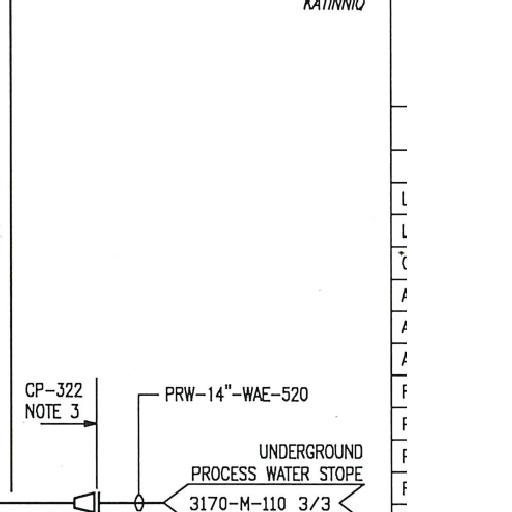 KATINNIQ
L
L
A
A
A
CP-322
NOTE 3
PRW-14"-WAE-520
UNDERGROUND
PROCESS WATER STOPE
3170-M-110 3/3